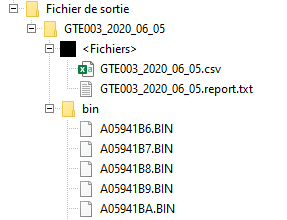 Fichier de sortie
GTE003_2020_06_05
<Fichiers>
GTE003_2020_06_05.csv
GTE003_2020_06_05.report.txt
bin
A05941B6.BIN
A05941B7.BIN
A05941B8.BIN
A05941B9.BIN
A05941BA.BIN